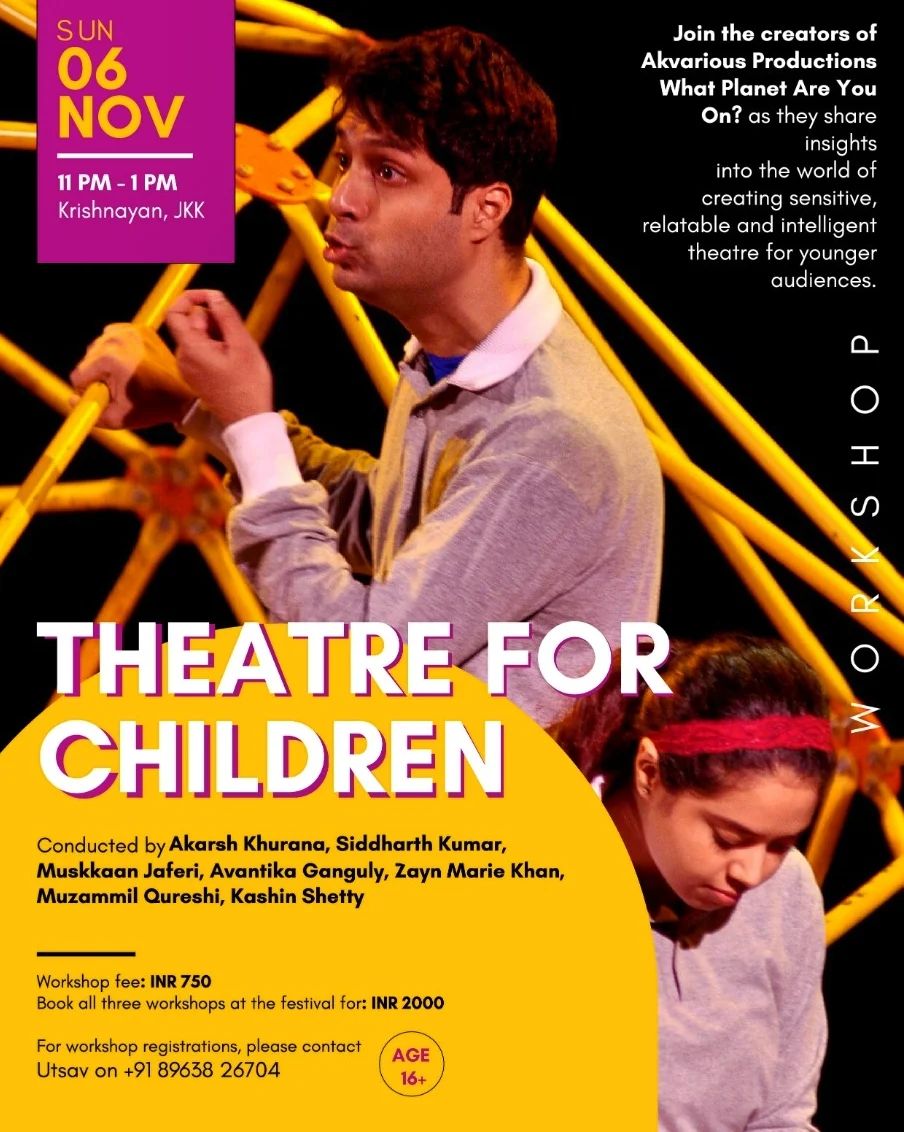 SUN
06
NOV
11 PM - 1 PM
Krishnayan, JKK
Join the creators of
Akvarious Productions
What Planet Are You
On? as they share
insights
into the world of
creating sensitive,
relatable and intelligent
theatre for younger
audiences.
WORKSHOP
THEATRE FOR
CHILDREN
Conducted by Akarsh Khurana, Siddharth Kumar,
Muskkaan Jaferi, Avantika Ganguly, Zayn Marie Khan,
Muzammil Qureshi, Kashin Shetty
Workshop fee: INR 750
Book all three workshops at the festival for: INR 2000
For workshop registrations, please contact
Utsav on +91 89638 26704
AGE
16+